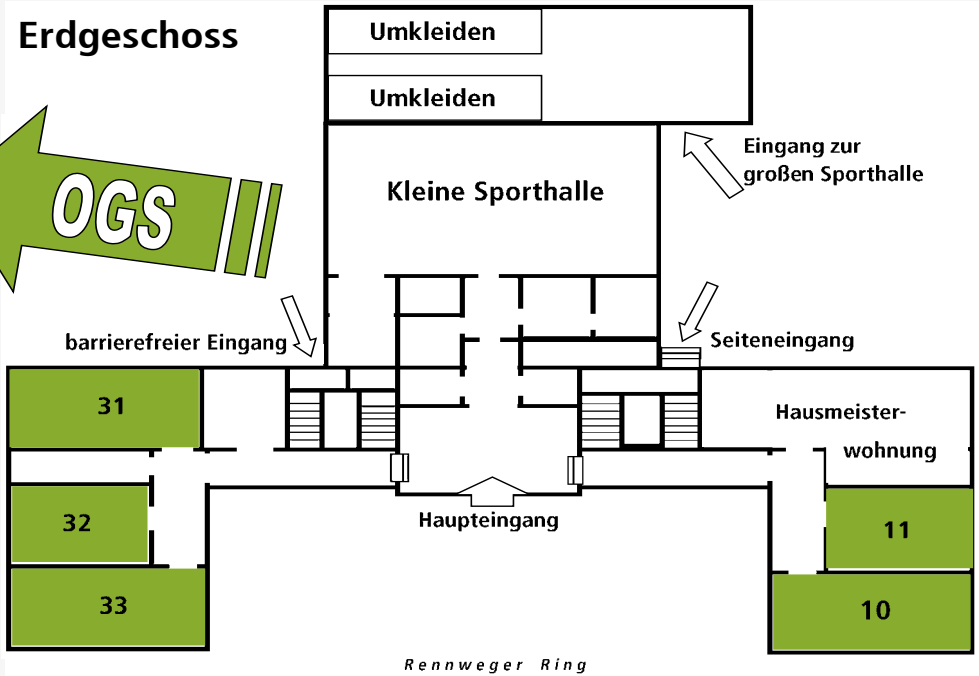 Erdgeschoss
Umkleiden
Umkleiden
Eingang zur
großen Sporthalle
Kleine Sporthalle
OGS
barrierefreier Eingang
Seiteneingang
31
Hausmeister-
wohnung
32
Haupteingang
11
33
10
Rennweger Ring